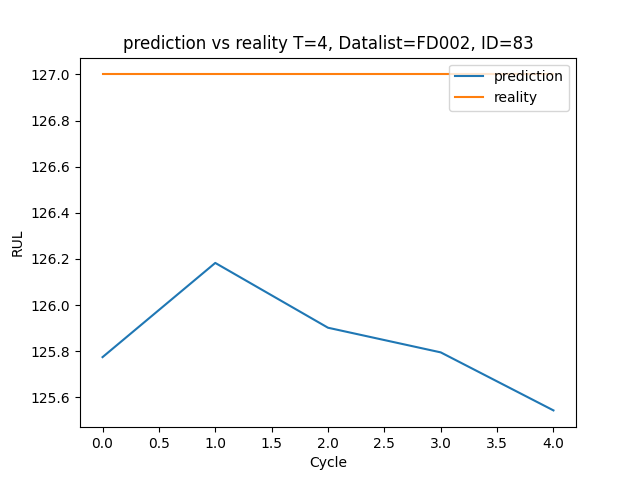 prediction vs reality T=4, Datalist=FD002, ID=83
127.0
126.8
126.6
126.4
126.2
126.0
125.8
125.6
RUL
prediction
reality
0.0 0.5 1.0 1.5 2.0 2.5 3.0 3.5 4.0
Cycle